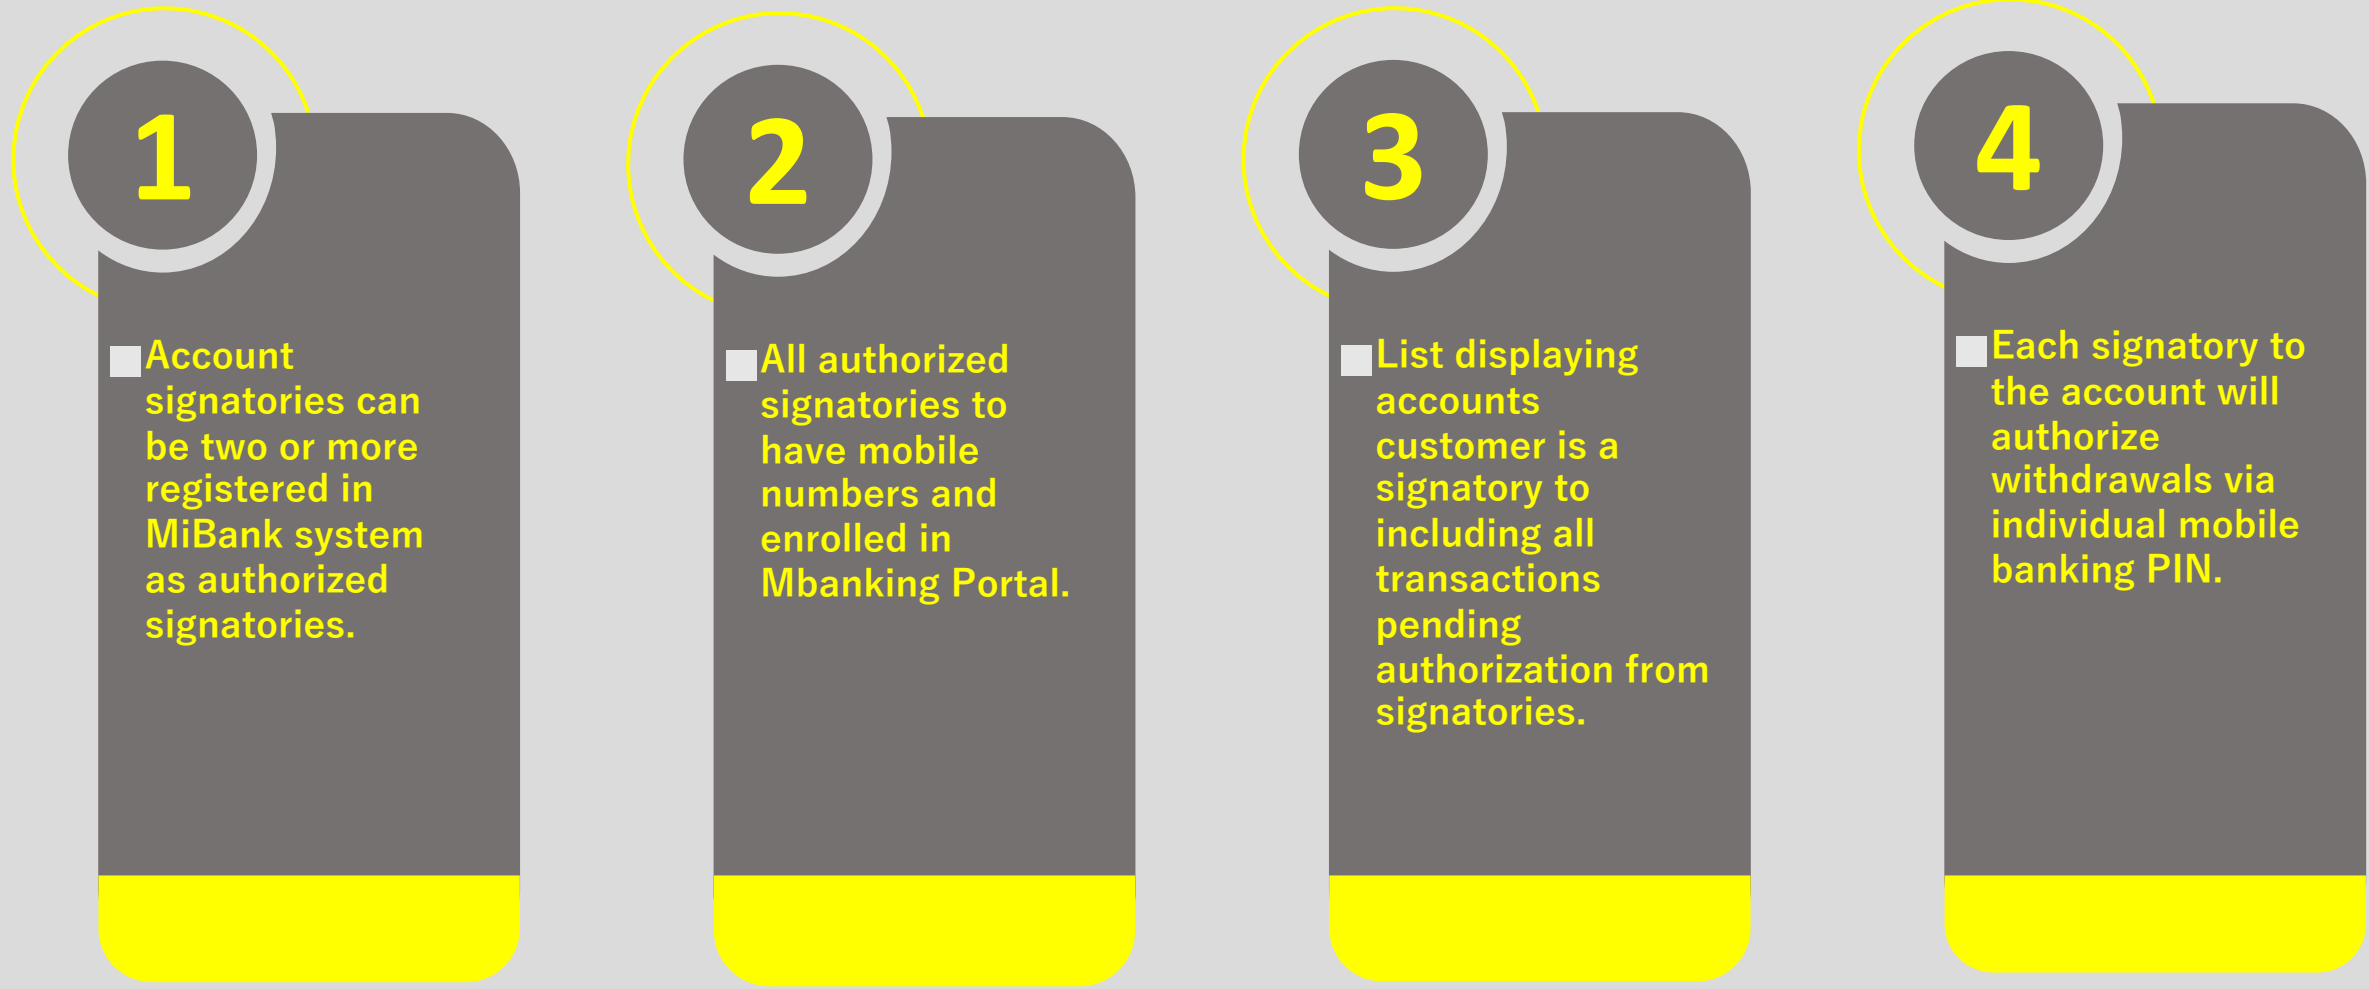 1
Account
signatories can
be two or more
registered in
MiBank system
as authorized
signatories.
2
All authorized
signatories to
have mobile
numbers and
enrolled in
Mbanking Portal.
3
List displaying
accounts
customer is a
signatory to
including all
transactions
pending
authorization from
signatories.
4
Each signatory to
the account will
authorize
withdrawals via
individual mobile
banking PIN.